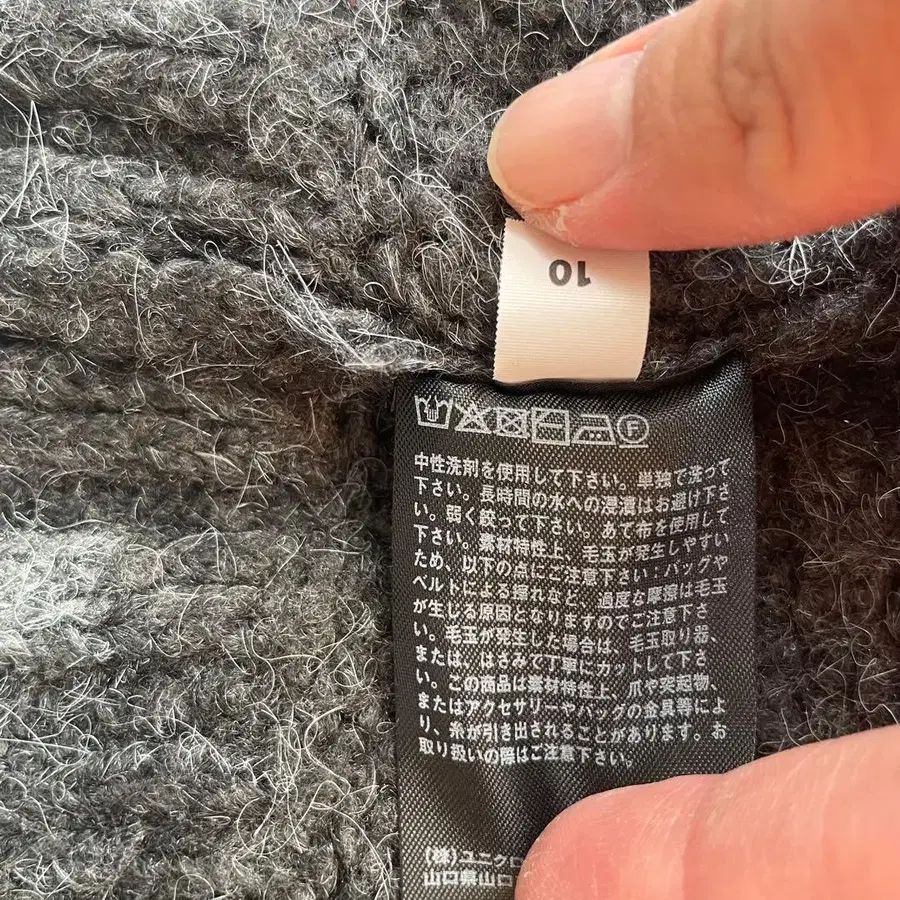 10
F
中性洗剤を使用して下さい。単独で洗って
下さい。長時間の水への浸漬はお避け下さ
い。弱く絞って下さい。あて布を使用して
下さい。素材特性上、毛玉が発生しやすい
ため、以下の点にご注意下さい:バッグや
ベルトによる擦れなど、過度な摩擦は毛玉
が生じる原因となりますのでご注意下さ
い。毛玉が発生した場合は、毛玉取り器、
または、はさみで丁寧にカットして下さ
い。この商品は素材特性上、爪や突起物、
またはアクセサリーやバッグの金具等によ
り、糸が引き出されることがあります。お
取り扱いの際はご注意下さい。
(株)ユニクロ
山口県山口